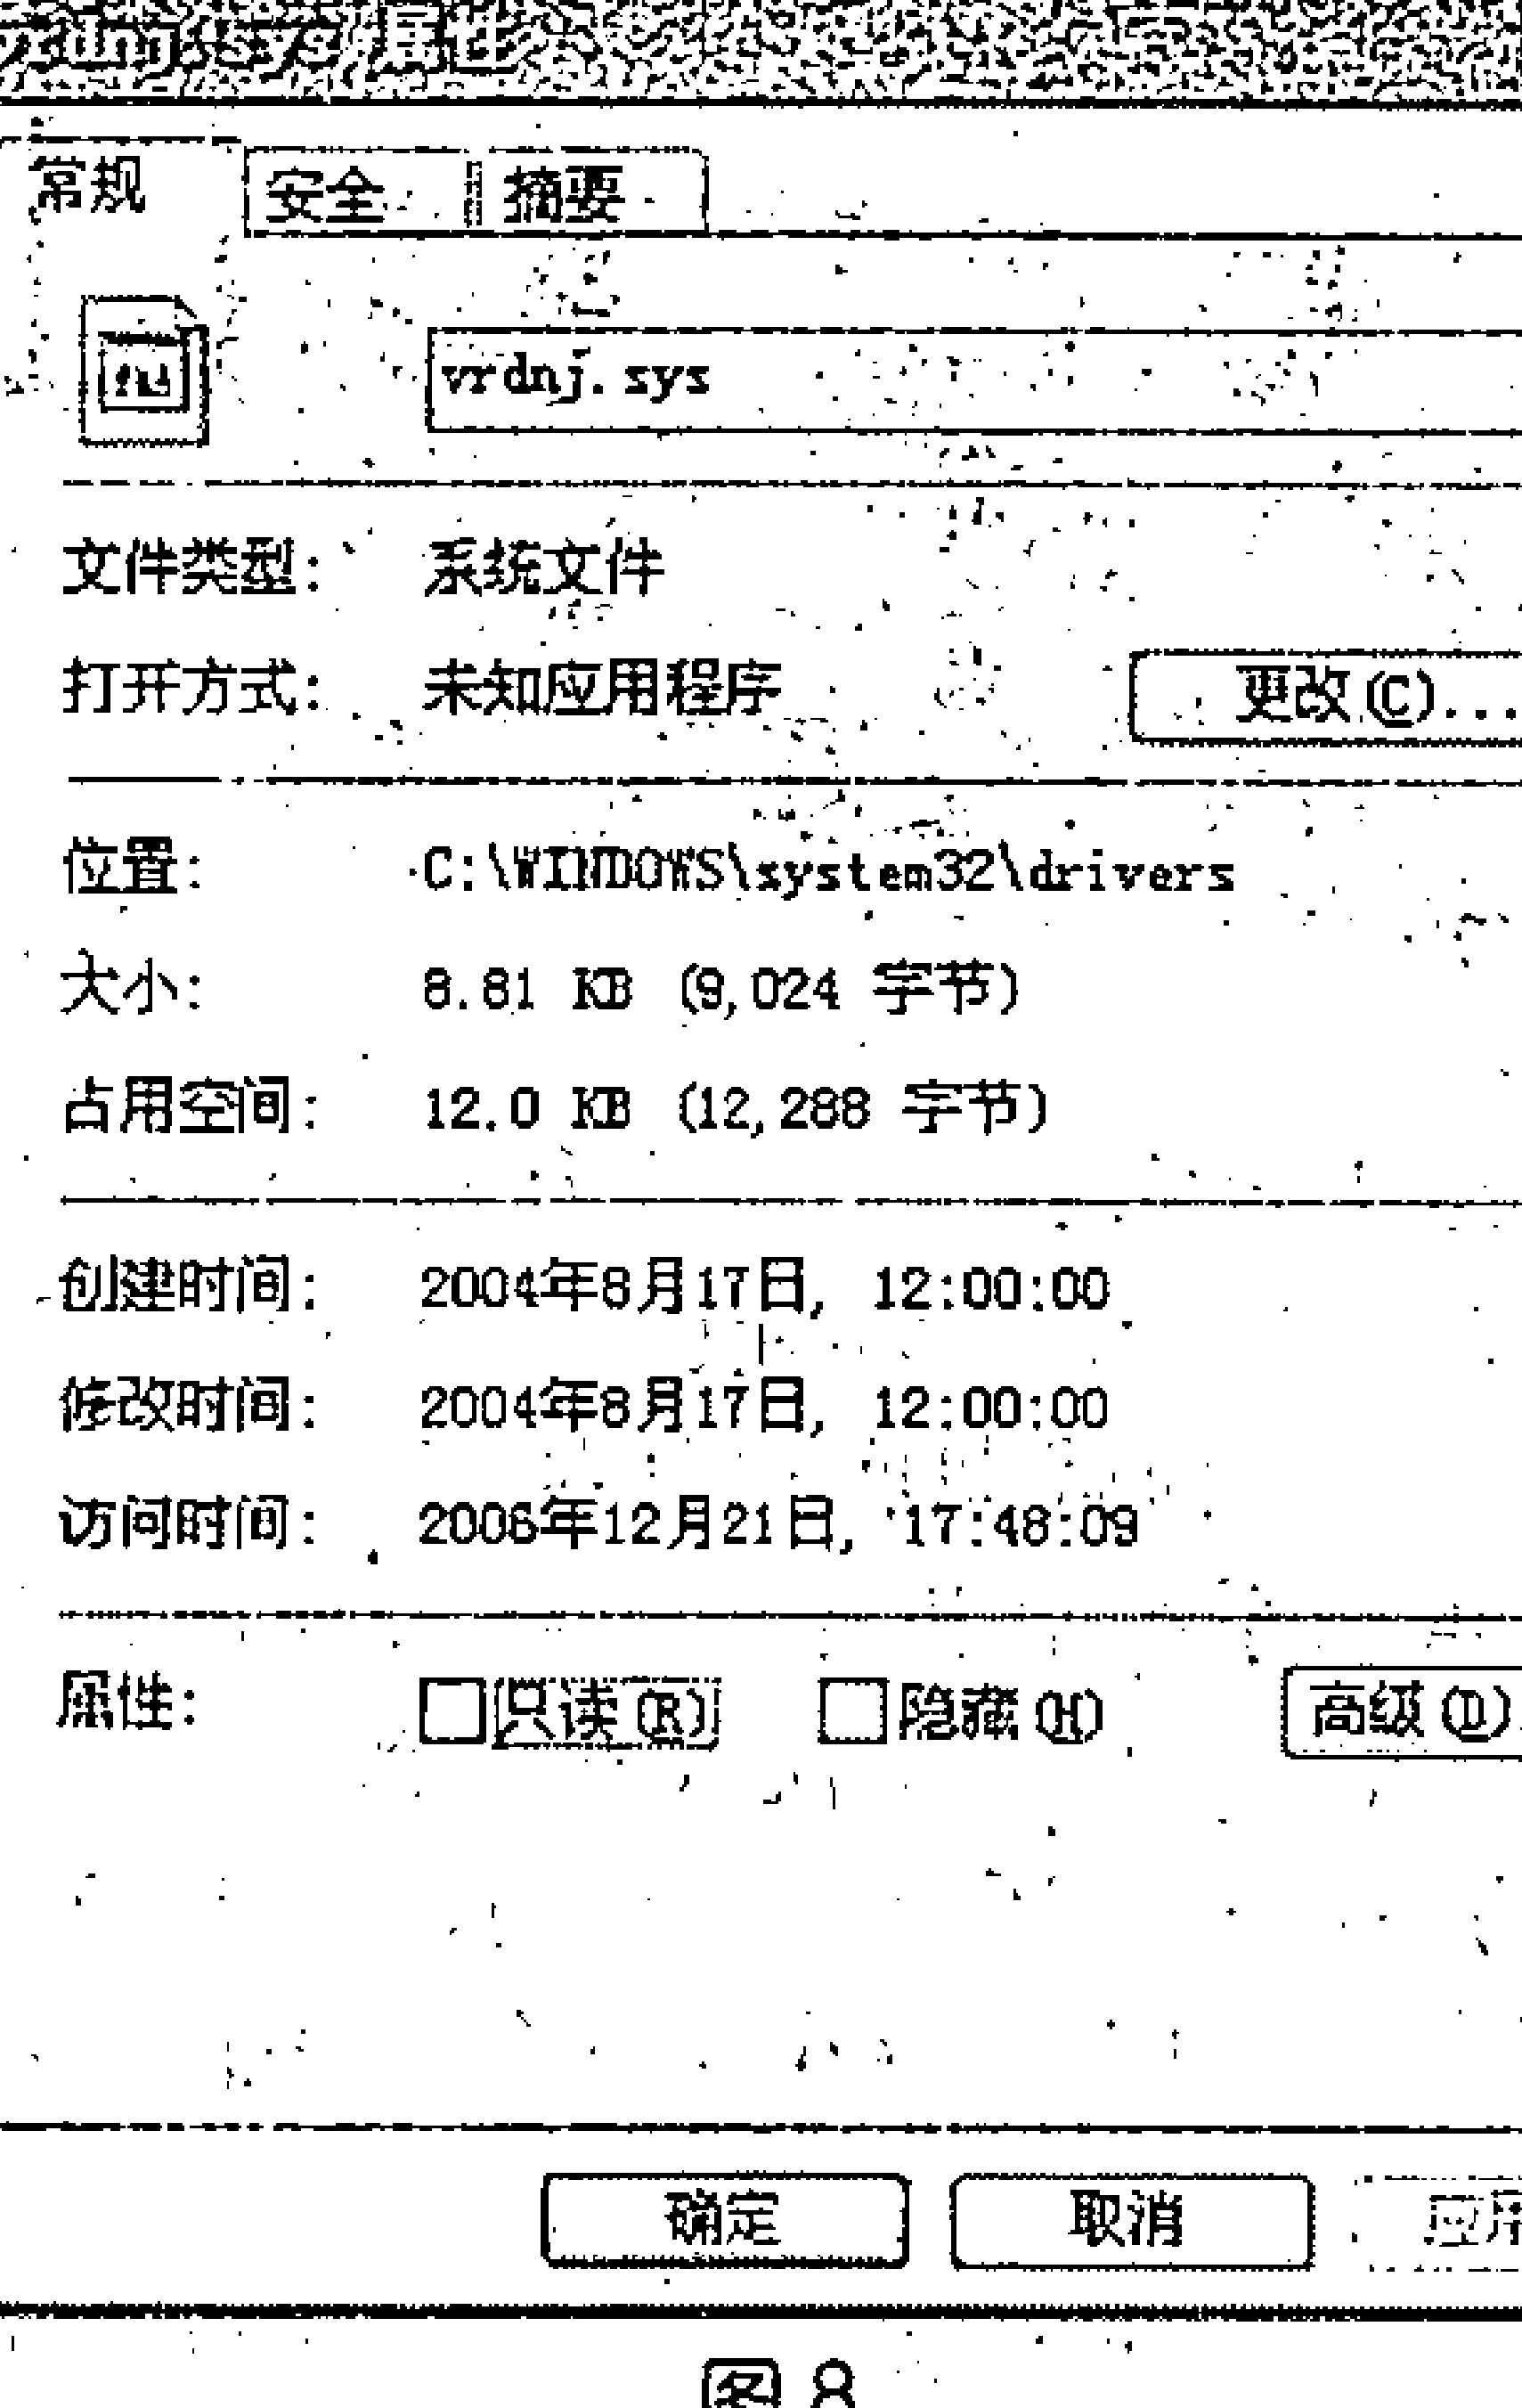 vrdnj.sys 属性
常规 安全 摘要
vrdnj.sys
文件类型: 系统文件
打开方式: 未知应用程序 更改(C)...
位置: C:\WINDOWS\system32\drivers
大小: 8.81 KB (9,024 字节)
占用空间: 12.0 KB (12,288 字节)
创建时间: 2004年8月17日, 12:00:00
修改时间: 2004年8月17日, 12:00:00
访问时间: 2006年12月21日, 17:48:09
属性: 只读(R) 隐藏(H) 高级(D)
确定 取消 应用
图 8